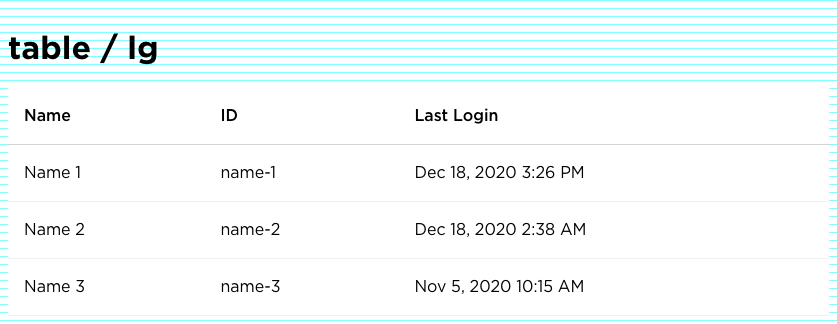 table / lg
Name ID Last Login
Name 1 name-1 Dec 18, 2020 3:26 PM
Name 2 name-2 Dec 18, 2020 2:38 AM
Name 3 name-3 Nov 5, 2020 10:15 AM